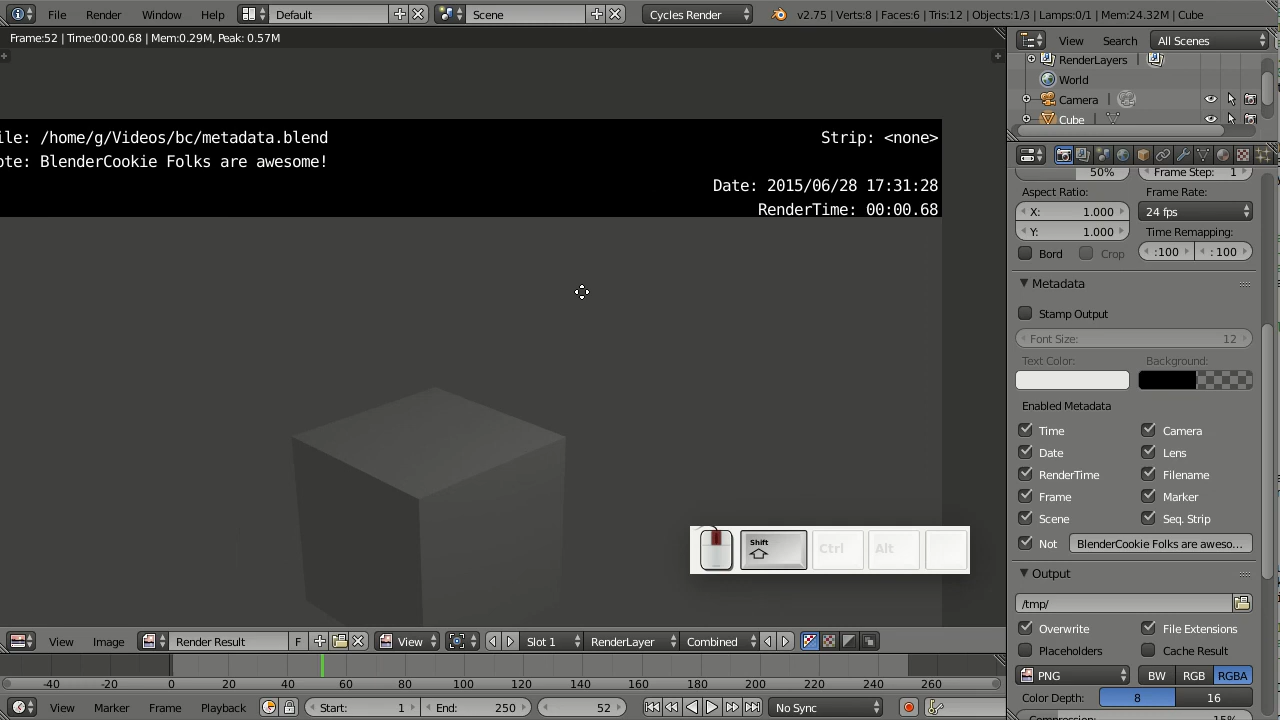 File Render Window Help Default Scene Cycles Render v2.75 | Verts:8 | Faces:6 | Tris:12 | Objects:1/3 | Lamps:0/1 | Mem:24.32M | Cube
Frame:52 | Time:00:00.68 | Mem:0.29M, Peak: 0.57M
View Search All Scenes
RenderLayers
World
Camera
Cube
ile: /home/g/Videos/bc/metadata.blend
Strip: <none>
ote: BlenderCookie Folks are awesome!
Date: 2015/06/28 17:31:28
RenderTime: 00:00.68
50% Frame Step: 1
Aspect Ratio: Frame Rate:
X: 1.000 24 fps
Y: 1.000 Time Remapping:
Bord Crop :100 : 100
Metadata
Stamp Output
Font Size: 12
Text Color: Background:
Enabled Metadata
Time Camera
Date Lens
RenderTime Filename
Frame Marker
Scene Seq. Strip
Not BlenderCookie Folks are aweso...
Output
/tmp/
Overwrite File Extensions
Placeholders Cache Result
PNG BW RGB RGBA
Color Depth: 8 16
Compression: 15%
Shift Ctrl Alt
View Image Render Result F View Slot 1 RenderLayer Combined
-40 -20 0 20 40 60 80 100 120 140 160 180 200 220 240 260
View Marker Frame Playback Start: 1 End: 250 52 No Sync